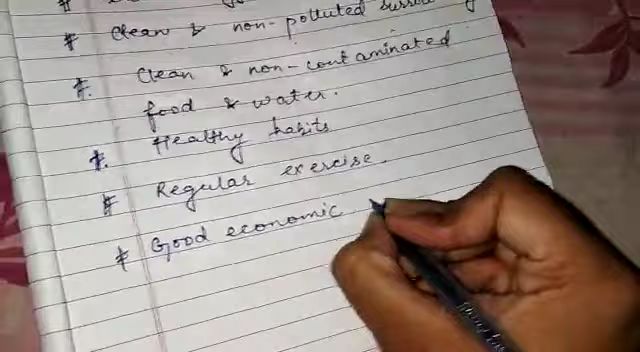 * Clean & non-polluted
* Clean & non-contaminated
food & water.
* Healthy habits
* Regular exercise.
* Good economic